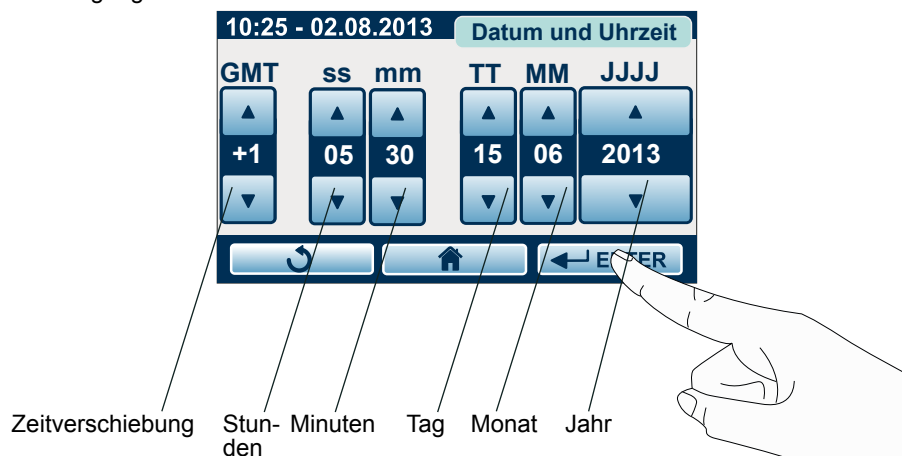 10:25 - 02.08.2013 Datum und Uhrzeit
GMT ss mm TT MM JJJJ
+1 05 30 15 06 2013
ENTER
Zeitverschiebung Stun- Minuten Tag Monat Jahr
den